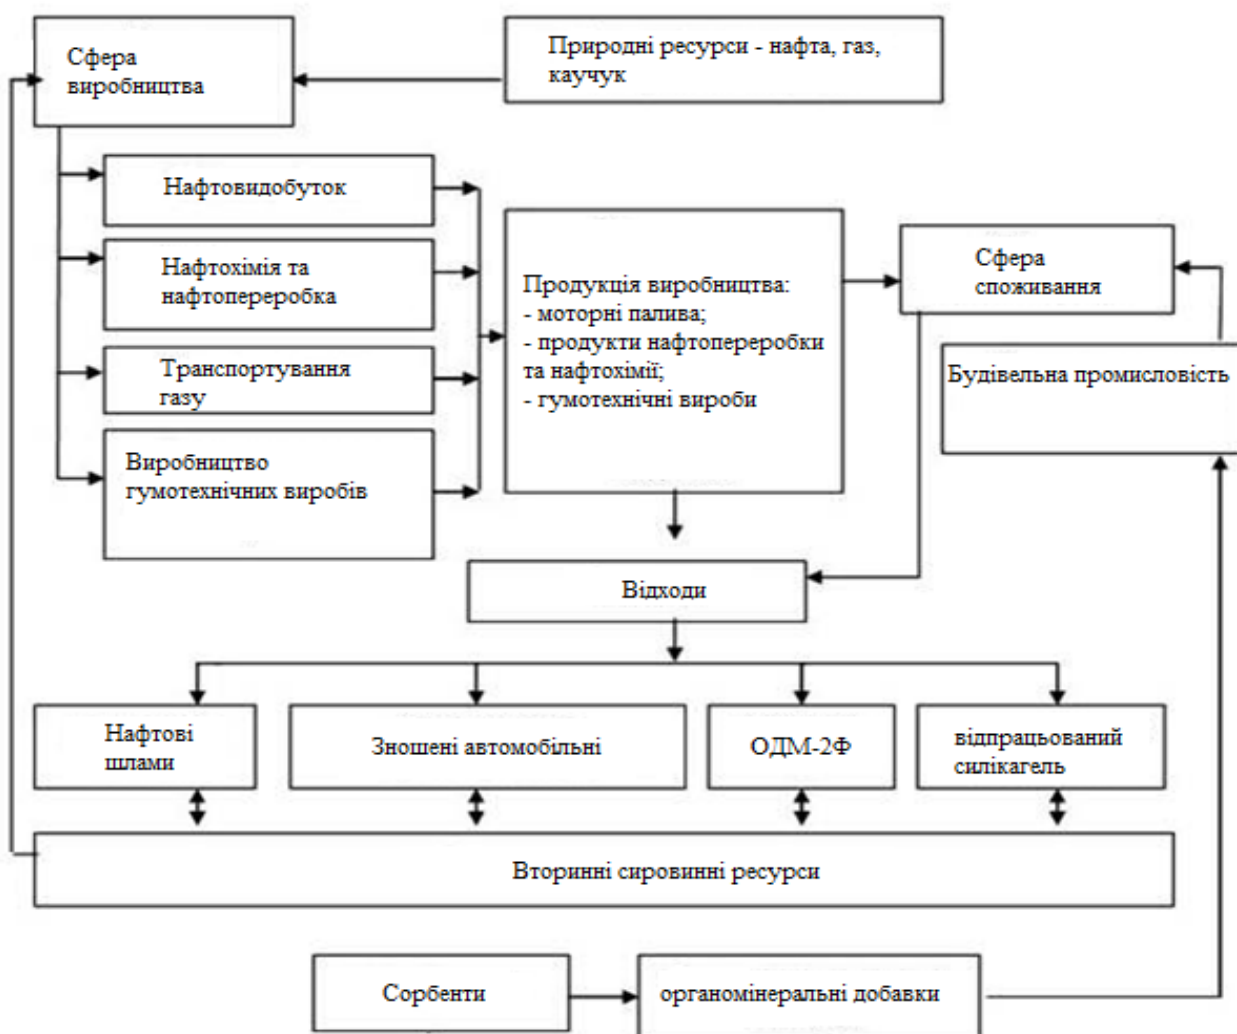 Сфера
виробництва
Природні ресурси - нафта, газ,
каучук
Нафтовидобуток
Нафтохімія та
нафтопереробка
Транспортування
газу
Виробництво
гумотехнічних виробів
Продукція виробництва:
- моторні палива;
- продукти нафтопереробки
та нафтохімії;
- гумотехнічні вироби
Сфера
споживання
Будівельна промисловість
Відходи
Нафтові
шлами
Зношені автомобільні
ОДМ-2Ф
відпрацьований
силікагель
Вторинні сировинні ресурси
Сорбенти
органомінеральні добавки